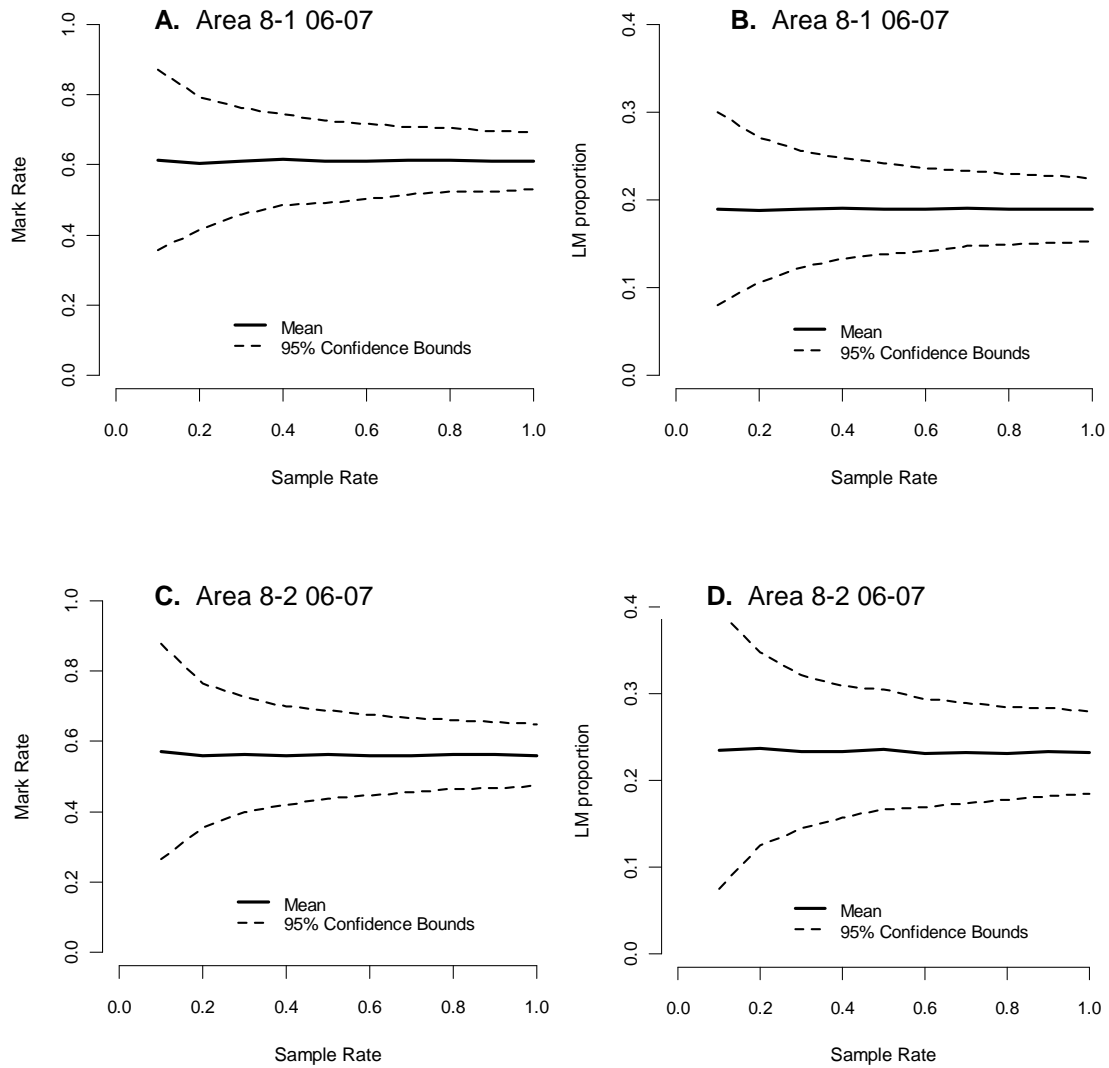 A. Area 8-1 06-07
Mark Rate
1.0
0.8
0.6
0.4
0.2
0.0
Mean
95% Confidence Bounds
0.0 0.2 0.4 0.6 0.8 1.0
Sample Rate
B. Area 8-1 06-07
LM proportion
0.4
0.3
0.2
0.1
0.0
Mean
95% Confidence Bounds
0.0 0.2 0.4 0.6 0.8 1.0
Sample Rate
C. Area 8-2 06-07
Mark Rate
1.0
0.8
0.6
0.4
0.2
0.0
Mean
95% Confidence Bounds
0.0 0.2 0.4 0.6 0.8 1.0
Sample Rate
D. Area 8-2 06-07
LM proportion
0.4
0.3
0.2
0.1
0.0
Mean
95% Confidence Bounds
0.0 0.2 0.4 0.6 0.8 1.0
Sample Rate